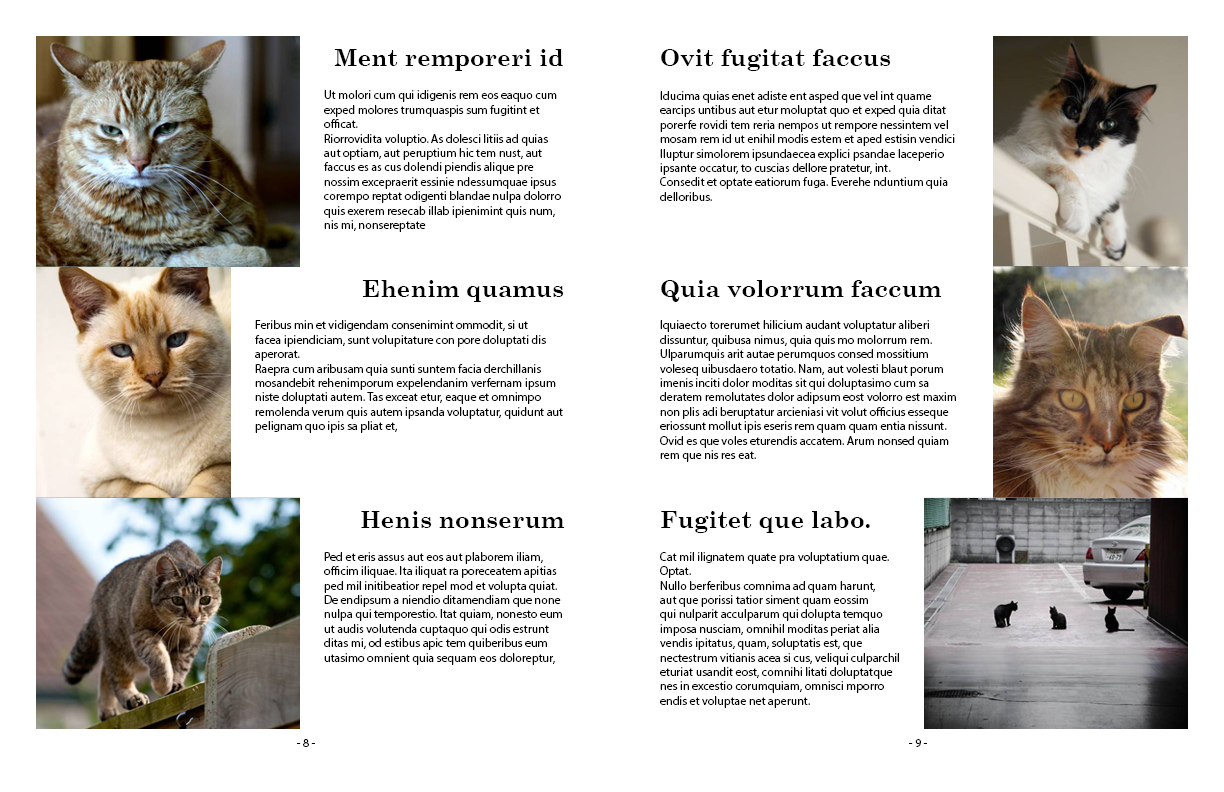 Ment remporeri id
Ut molori cum qui idigenis rem eos eaquo cum
exped molores trumquaspis sum fugitint et
officat.
Riorrovidita voluptio. As dolesci litiis ad quias
aut optiam, aut peruptium hic tem nust, aut
faccus es as cus dolendi piendis alique pre
nossim exceprarerit essinie ndessumquae ipsus
corempo reptat odigenti blandae nulpa dolorro
quis exerem resecab illab ipienimint quis num,
nis mi, nonsereptate
Ehenim quamus
Feribus min et vidigendam consenimint ommodit, si ut
facea ipiendiciam, sunt volupitature con pore doluptati dis
aperorat.
Raepra cum aribusam quia sunti suntem facia derchillanis
mosandebit rehenimporum expelendanim verfernam ipsum
niste doluptati autem. Tas exceat etur, eaque et omnimpo
remolenda verum quis autem ipsanda voluptatur, quidunt aut
pelignam quo ipis sa pliat et,
Henis nonserum
Ped et eris assus aut eos aut plaborem iliam,
officim iliquae. Ita iliquat ra poreceatem apitias
ped mil initibeatior repel mod et volupta quiat.
De endipsum a niendio ditamendiam que none
nulpa qui temporestio. Itat quiam, nonesto eum
ut audis volutenda cuptaquo qui odis estrunt
ditas mi, od estibus apic tem quiberibus eum
utasimo omnient quia sequam eos doloreptur,
- 8 -
Ovit fugitat faccus
Iducima quias enet adiste ent asped que vel int quame
earcips untibus aut etur moluptat quo et exped quia ditat
porerfe rovidi tem reria nempos ut rempore nessintem vel
mosam rem id ut enihil modis estem et aped estisin vendici
lluptur simolorem ipsundaecea explici psandae laceperio
ipsante occatur, to cuscias dellore pratetur, int.
Consedit et optate eatiorum fuga. Everehe nduntium quia
delloribus.
Quia volorrum faccum
Iquiaecto torerumet hilicium audant voluptatur aliberi
dissuntur, quibusa nimus, quia quis mo molorrum rem.
Ulparumquis arit autae perumquos consed mossitium
voleseq uibusdaero totatio. Nam, aut volesti blaut porum
imenis inciti dolor moditas sit qui doluptasimo cum sa
deratem remolutates dolor adipsum eost volorro est maxim
non plis adi beruptatur arcieniasi vit volut officius esseque
eriossunt mollut ipis eseris rem quam quam entia nissunt.
Ovid es que voles eturendis accatem. Arum nonsed quiam
rem que nis res eat.
Fugitet que labo.
Cat mil ilignatem quate pra voluptatium quae.
Optat.
Nullo berferibus comnima ad quam harunt,
aut que porissi tatior siment quam eossim
qui nulparit acculparum qui dolupta temquo
imposa nusciam, omnihil moditas periat alia
vendis ipitatus, quam, soluptatis est, que
nectestrum vitianis acea si cus, veliqui culparchil
eturiat usandit eost, comnihi litati doluptatque
nes in excestio corumquiam, omnisci mporro
endis et voluptae net aperunt.
- 9 -